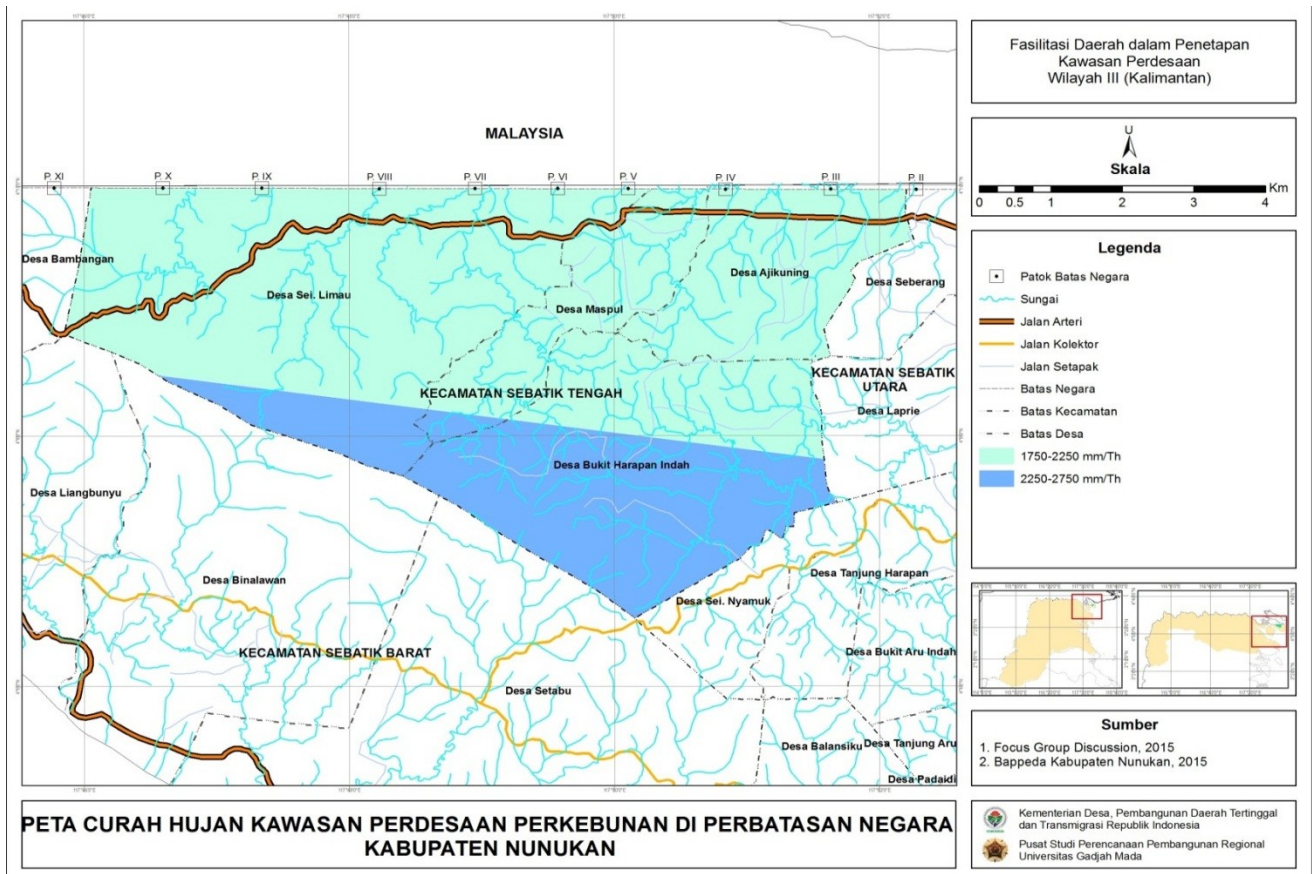 Fasilitasi Daerah dalam Penetapan
Kawasan Perdesaan
Wilayah III (Kalimantan)
U
Skala
Km
0 0.5 1 2 3 4
Legenda
Patok Batas Negara
Sungai
Jalan Arteri
Jalan Kolektor
Jalan Setapak
Batas Negara
Batas Kecamatan
Batas Desa
1750-2250 mm/Th
2250-2750 mm/Th
MALAYSIA
P. XI P. X P. IX P. VIII P. VII P. VI P. V P. IV P. III P. II
Desa Bambangan
Desa Sei. Limau
Desa Maspul
Desa Ajikuning
Desa Seberang
KECAMATAN SEBATIK TENGAH
KECAMATAN SEBATIK
UTARA
Desa Laprie
Desa Bukit Harapan Indah
Desa Liangbunyu
Desa Binalawan
Desa Tanjung Harapan
Desa Sei. Nyamuk
KECAMATAN SEBATIK BARAT
Desa Bukit Aru Indah
Desa Setabu
Desa Balansiku
Desa Tanjung Aru
Desa Padaidi
Sumber
1. Focus Group Discussion, 2015
2. Bappeda Kabupaten Nunukan, 2015
PETA CURAH HUJAN KAWASAN PERDESAAN PERKEBUNAN DI PERBATASAN NEGARA
KABUPATEN NUNUKAN
Kementerian Desa, Pembangunan Daerah Tertinggal
dan Transmigrasi Republik Indonesia
Pusat Studi Perencanaan Pembangunan Regional
Universitas Gadjah Mada